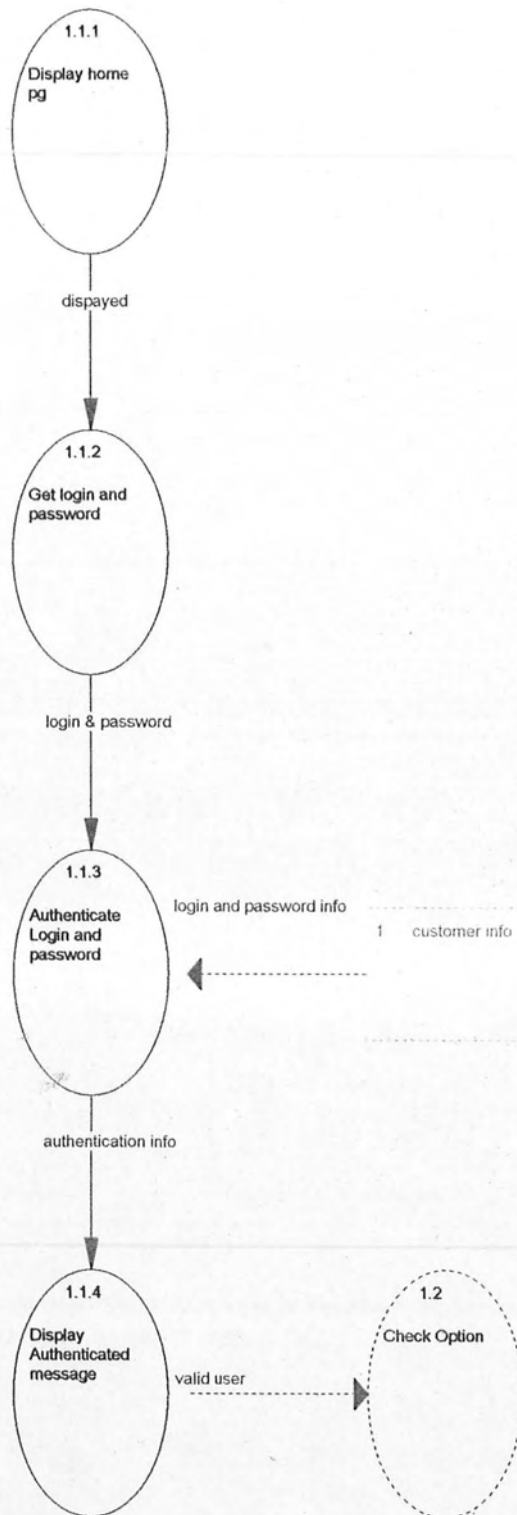 1.1.1
Display home
pg
dispayed
1.1.2
Get login and
password
login & password
1.1.3
Authenticate
Login and
password
login and password info
1 customer info
authentication info
1.1.4
Display
Authenticated
message
valid user
1.2
Check Option